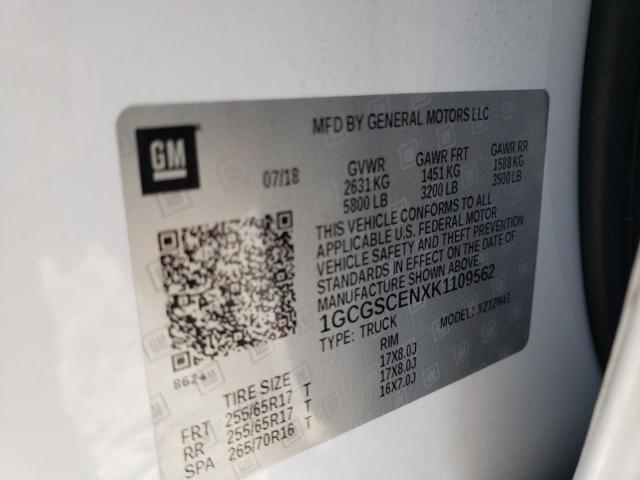 MFD BY GENERAL MOTORS LLC
GM
07/18
GVWR GAWR FRT GAWR RR
2631 KG 1451 KG 1588 KG
5800 LB 3200 LB 3500 LB
THIS VEHICLE CONFORMS TO ALL
APPLICABLE U.S. FEDERAL MOTOR
VEHICLE SAFETY AND THEFT PREVENTION
STANDARDS IN EFFECT ON THE DATE OF
MANUFACTURE SHOWN ABOVE.
1GCGSCENXK1109562
TYPE: TRUCK MODEL: X212N43
TIRE SIZE RIM
FRT 255/65R17 T 17X8.0J
RR 255/65R17 T 17X8.0J
SPA 265/70R16 T 16X7.0J